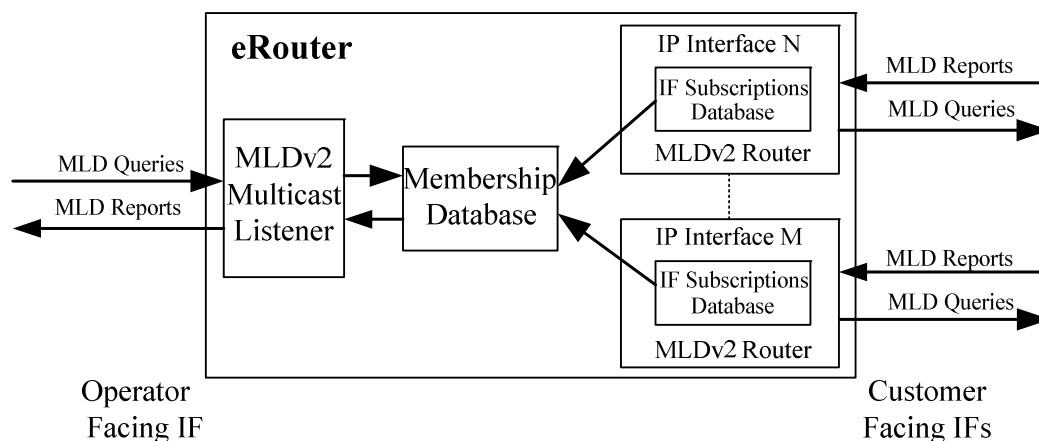 eRouter
MLD Queries
MLD Reports
MLDv2
Multicast
Listener
Membership
Database
IP Interface N
IF Subscriptions
Database
MLDv2 Router
MLD Reports
MLD Queries
IP Interface M
IF Subscriptions
Database
MLDv2 Router
MLD Reports
MLD Queries
Operator
Facing IF
Customer
Facing IFs